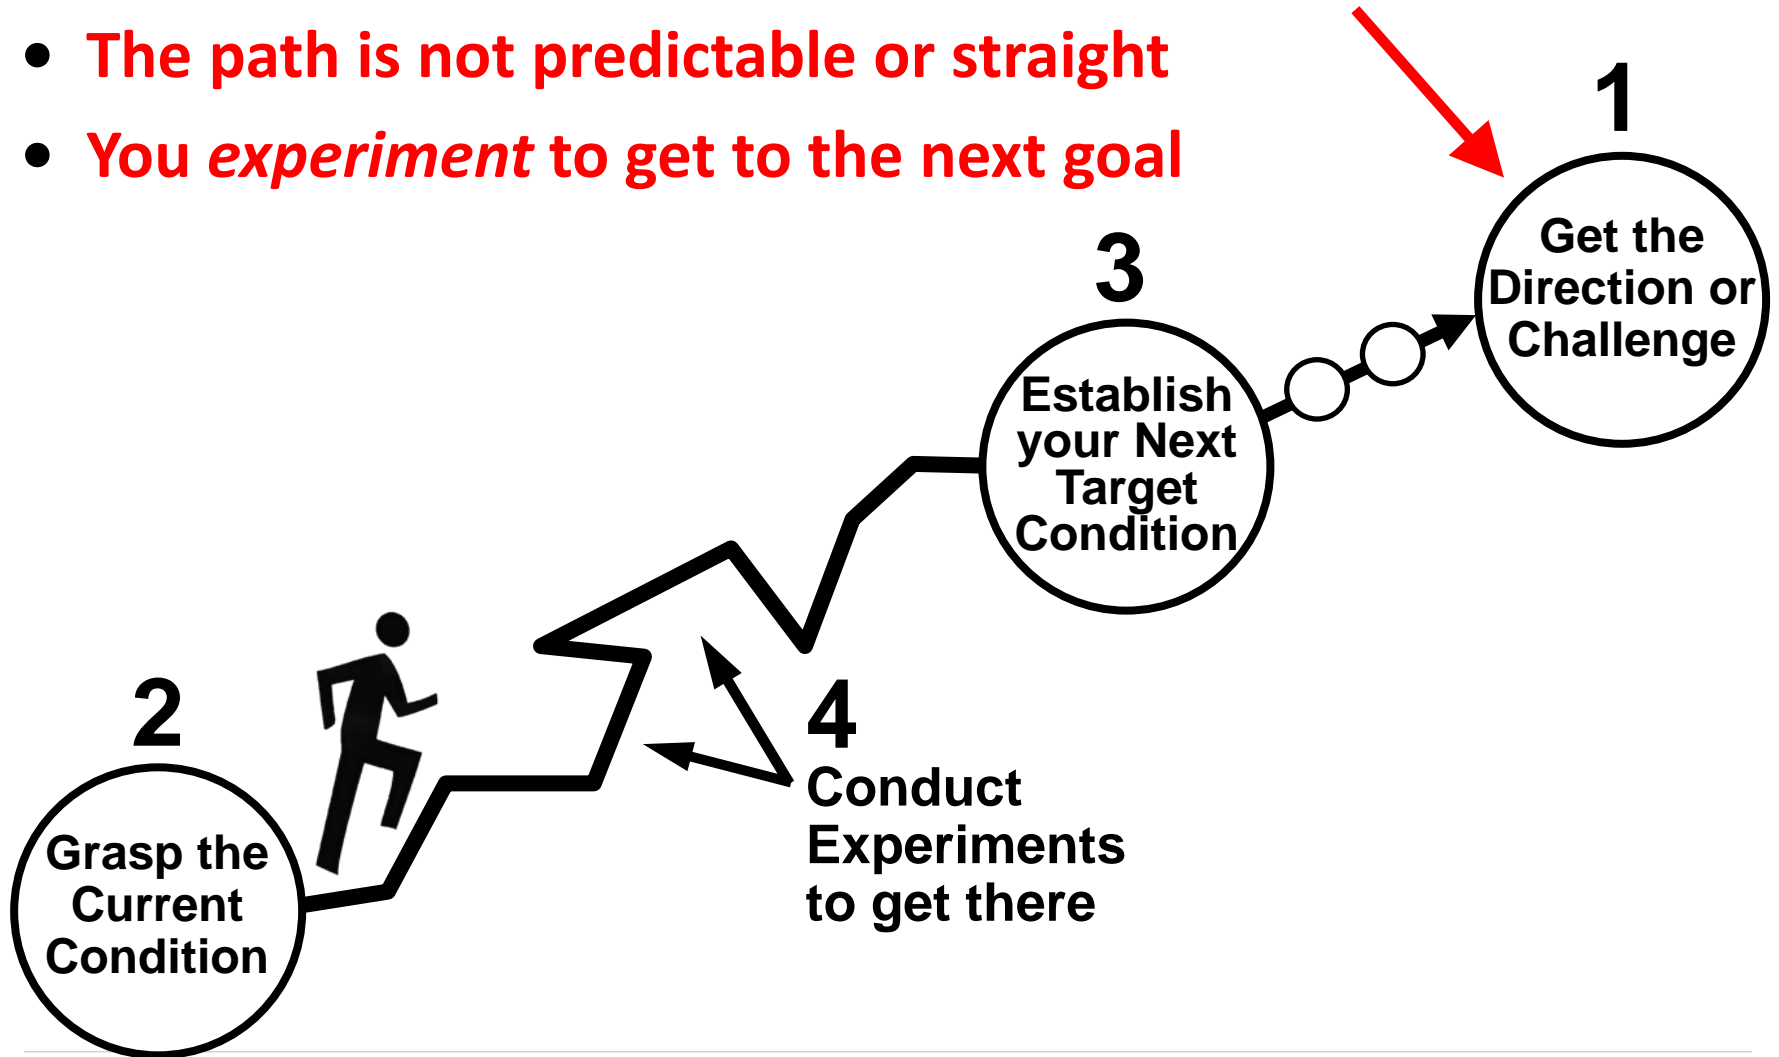 • The path is not predictable or straight
• You experiment to get to the next goal
1
Get the
Direction or
Challenge
3
Establish
your Next
Target
Condition
2
Grasp the
Current
Condition
4
Conduct
Experiments
to get there